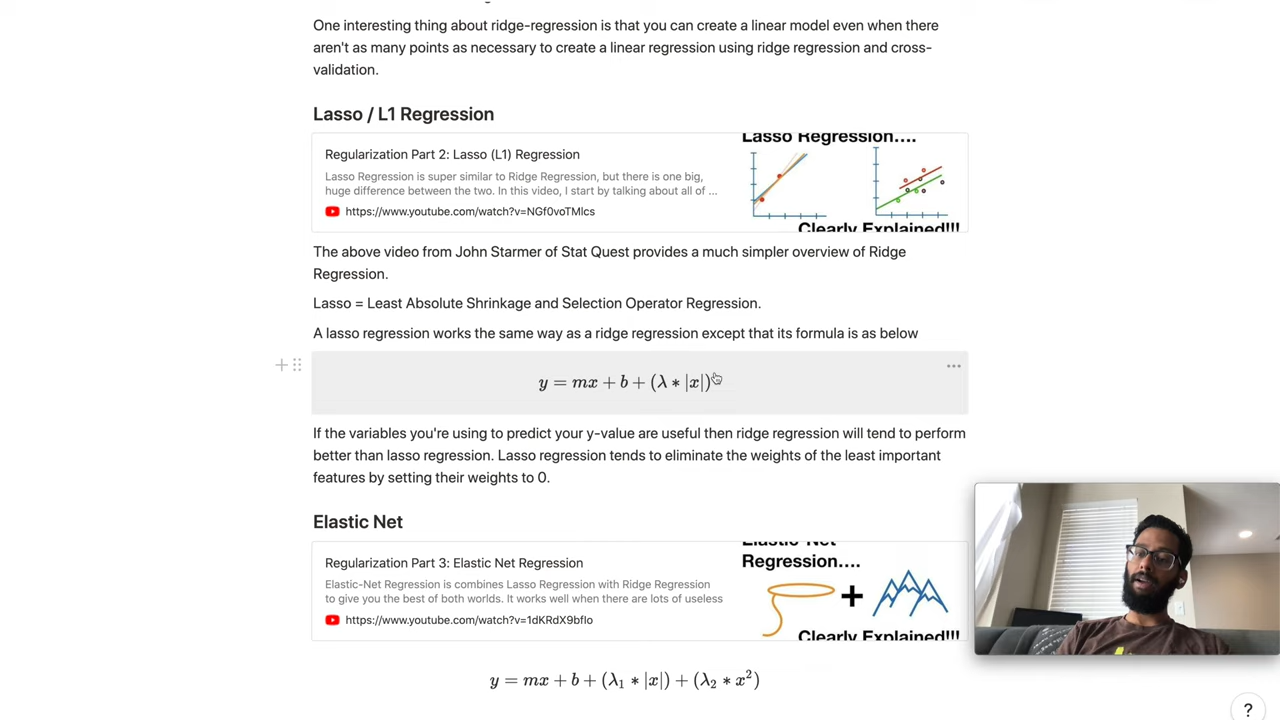 One interesting thing about ridge-regression is that you can create a linear model even when there
aren't as many points as necessary to create a linear regression using ridge regression and cross-
validation.
Lasso / L1 Regression
Regularization Part 2: Lasso (L1) Regression
Lasso Regression is super similar to Ridge Regression, but there is one big,
huge difference between the two. In this video, I start by talking about all of ...
https://www.youtube.com/watch?v=NGf0voTMlcs
Lasso Regression....
Clearly Explained!!!
The above video from John Starmer of Stat Quest provides a much simpler overview of Ridge
Regression.
Lasso = Least Absolute Shrinkage and Selection Operator Regression.
A lasso regression works the same way as a ridge regression except that its formula is as below
y = mx + b + (λ * |x|)
If the variables you're using to predict your y-value are useful then ridge regression will tend to perform
better than lasso regression. Lasso regression tends to eliminate the weights of the least important
features by setting their weights to 0.
Elastic Net
Regularization Part 3: Elastic Net Regression
Elastic-Net Regression is combines Lasso Regression with Ridge Regression
to give you the best of both worlds. It works well when there are lots of useless
https://www.youtube.com/watch?v=1dKRdX9bfIo
Elastic-Net
Regression....
+
Clearly Explained!!!
y = mx + b + (λ₁ * |x|) + (λ₂ * x²)
?